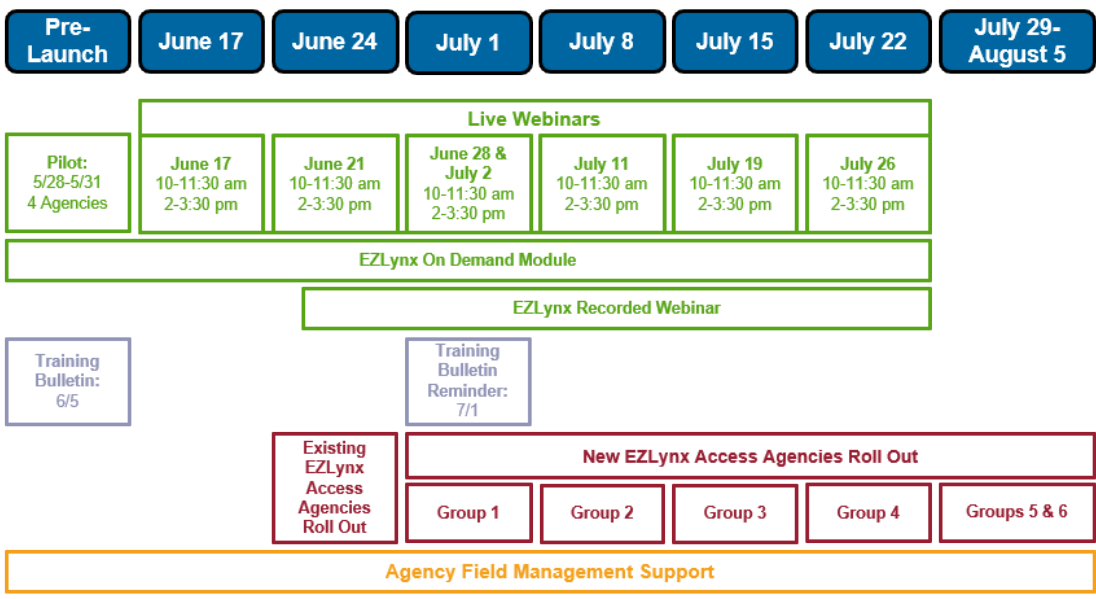 Pre-
Launch
June 17
June 24
July 1
July 8
July 15
July 22
July 29-
August 5
Live Webinars
Pilot:
5/28-5/31
4 Agencies
June 17
10-11:30 am
2-3:30 pm
June 21
10-11:30 am
2-3:30 pm
June 28 &
July 2
10-11:30 am
2-3:30 pm
July 11
10-11:30 am
2-3:30 pm
July 19
10-11:30 am
2-3:30 pm
July 26
10-11:30 am
2-3:30 pm
EZLynx On Demand Module
EZLynx Recorded Webinar
Training
Bulletin:
6/5
Training
Bulletin
Reminder:
7/1
Existing
EZLynx
Access
Agencies
Roll Out
New EZLynx Access Agencies Roll Out
Group 1
Group 2
Group 3
Group 4
Groups 5 & 6
Agency Field Management Support